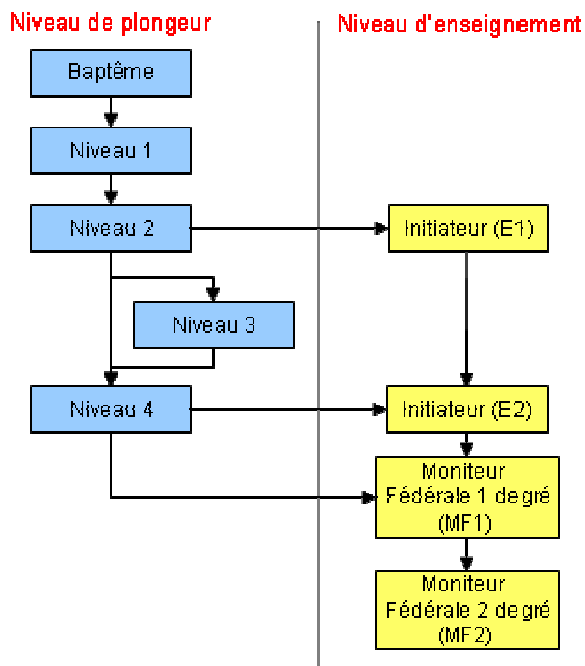 Niveau de plongeur
Niveau d'enseignement
Baptême
Niveau 1
Niveau 2
Initiateur (E1)
Niveau 3
Niveau 4
Initiateur (E2)
Moniteur
Fédérale 1 degré
(MF1)
Moniteur
Fédérale 2 degré
(MF2)